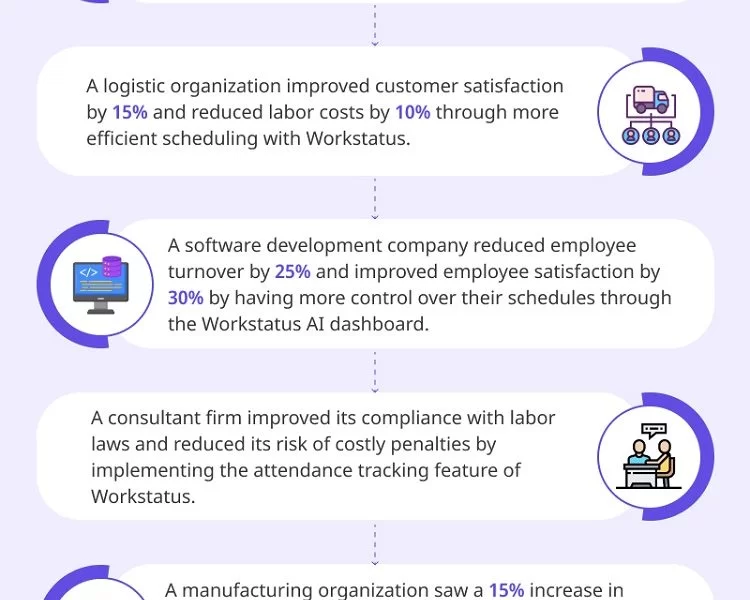 A logistic organization improved customer satisfaction
by 15% and reduced labor costs by 10% through more
efficient scheduling with Workstatus.
A software development company reduced employee
turnover by 25% and improved employee satisfaction by
30% by having more control over their schedules through
the Workstatus AI dashboard.
A consultant firm improved its compliance with labor
laws and reduced its risk of costly penalties by
implementing the attendance tracking feature of
Workstatus.
A manufacturing organization saw a 15% increase in